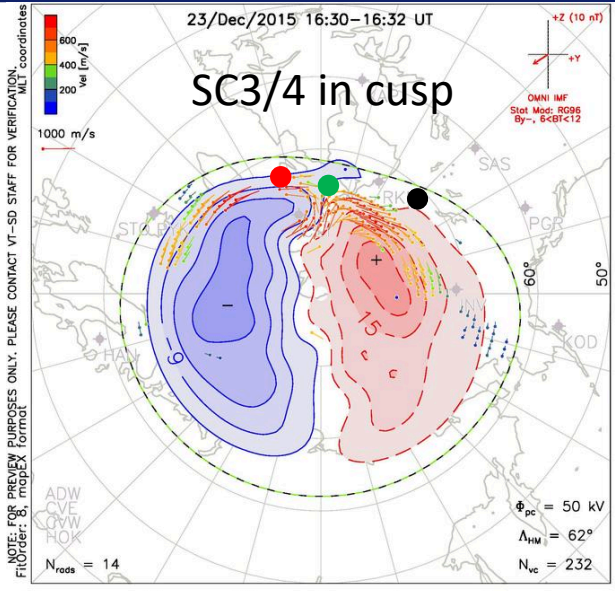 23/Dec/2015 16:30-16:32 UT
MLT coordinates
NOTE: FOR PREVIEW PURPOSES ONLY. PLEASE CONTACT VT-SD STAFF FOR VERIFICATION.
FitOrder: 8, mapEX format
600
400
200
Vel [m/s]
1000 m/s
SC3/4 in cusp
+Z (10 nT)
+Y
OMNI IMF
Stat Mod: RG96
By-, 6<BT<12
SAS
PGR
KOD
HAN
60°
50°
+
−
15
-9
ADW
CVE
CVW
HOK
N_rads = 14
Φ_pc = 50 kV
Λ_HM = 62°
N_vc = 232